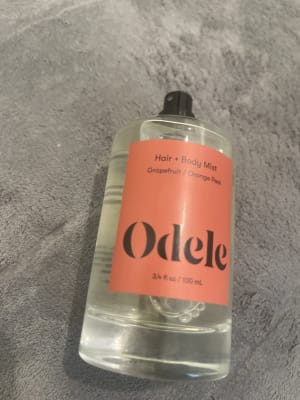 Hair + Body Mist
Grapefruit / Orange Peel
Odele
3.4 fl oz / 100 mL